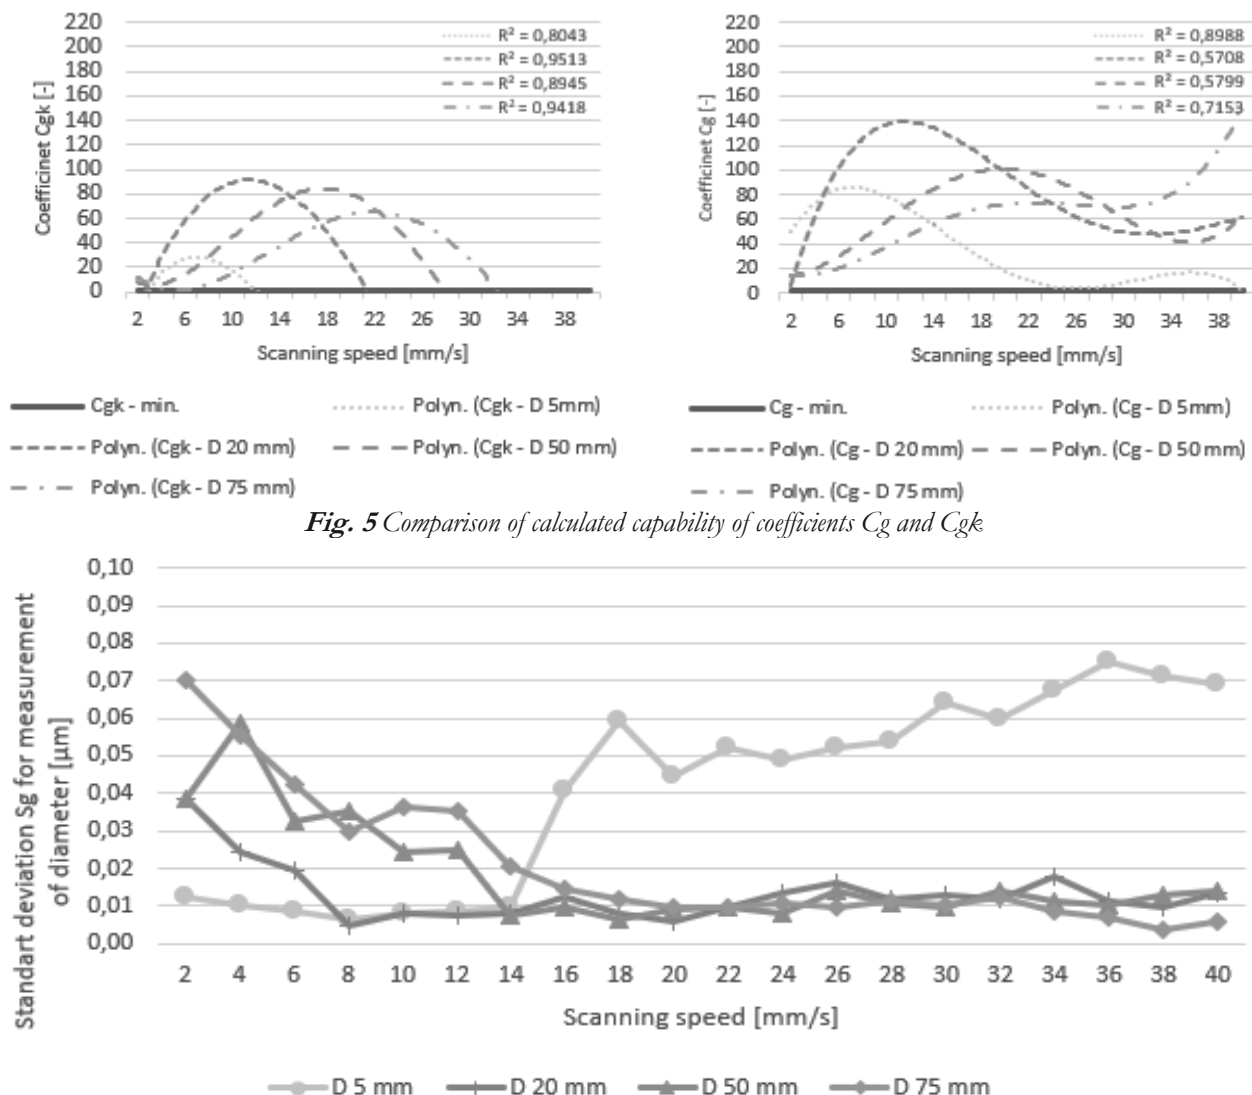 220
200
180
160
140
120
100
80
60
40
20
0
Coefficinet Cgk [-]
R² = 0,8043
R² = 0,9513
R² = 0,8945
R² = 0,9418
2 6 10 14 18 22 26 30 34 38
Scanning speed [mm/s]
Cgk - min.
Polyn. (Cgk - D 5mm)
Polyn. (Cgk - D 20 mm)
Polyn. (Cgk - D 50 mm)
Polyn. (Cgk - D 75 mm)
220
200
180
160
140
120
100
80
60
40
20
0
Coefficinet Cg [-]
R² = 0,8988
R² = 0,5708
R² = 0,5799
R² = 0,7153
2 6 10 14 18 22 26 30 34 38
Scanning speed [mm/s]
Cg - min.
Polyn. (Cg - D 5mm)
Polyn. (Cg - D 20 mm)
Polyn. (Cg - D 50 mm)
Polyn. (Cg - D 75 mm)
Fig. 5 Comparison of calculated capability of coefficients Cg and Cgk
0,10
0,09
0,08
0,07
0,06
0,05
0,04
0,03
0,02
0,01
0,00
Standart deviation Sg for measurement
of diameter [µm]
2 4 6 8 10 12 14 16 18 20 22 24 26 28 30 32 34 36 38 40
Scanning speed [mm/s]
D 5 mm D 20 mm D 50 mm D 75 mm